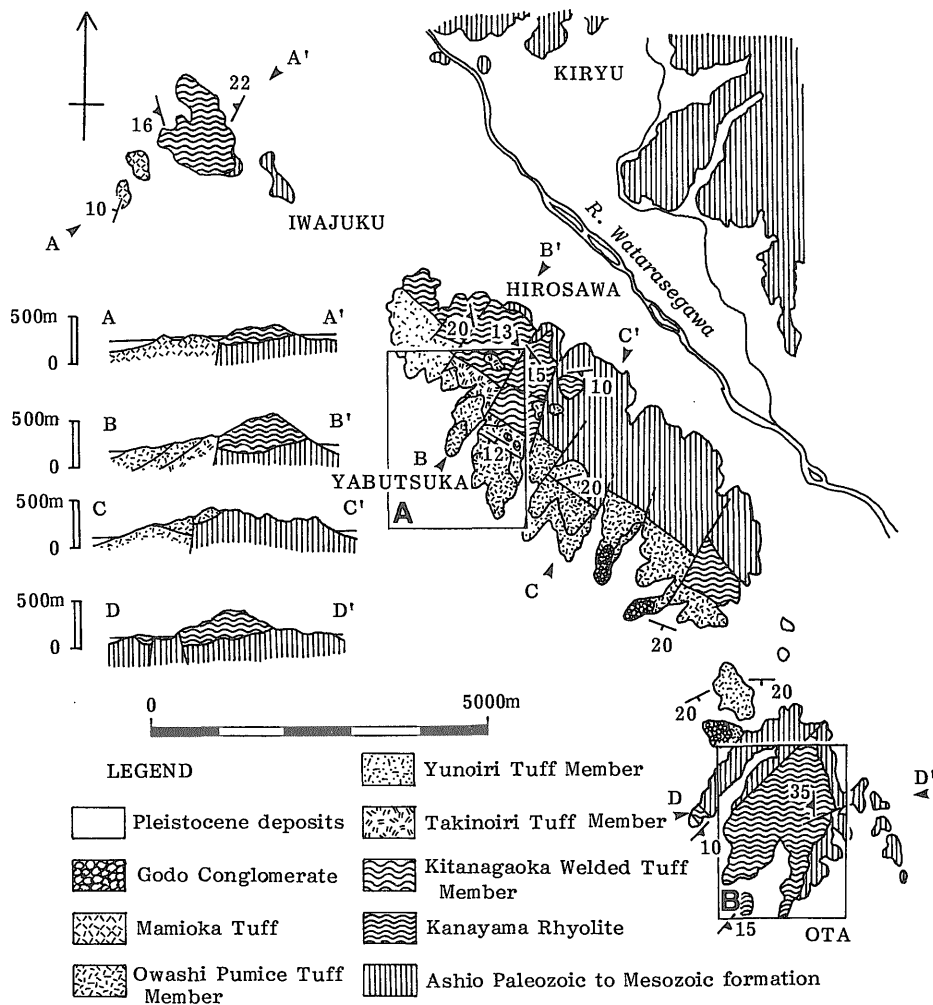 A'
KIRYU
22
16
10
IWAJUKU
A
R. Watarasegawa
B'
HIROSAWA
20
13
C'
15
10
500m
A
A'
0
500m
B
B'
0
500m
C
C'
0
500m
D
D'
0
B
12
YABUTSUKA
A
20
C
20
20
20
D
35
D'
10
B
15
OTA
0
5000m
LEGEND
Pleistocene deposits
Godo Conglomerate
Mamioka Tuff
Owashi Pumice Tuff
Member
Yunoiri Tuff Member
Takinoiri Tuff Member
Kitanagaoka Welded Tuff
Member
Kanayama Rhyolite
Ashio Paleozoic to Mesozoic formation